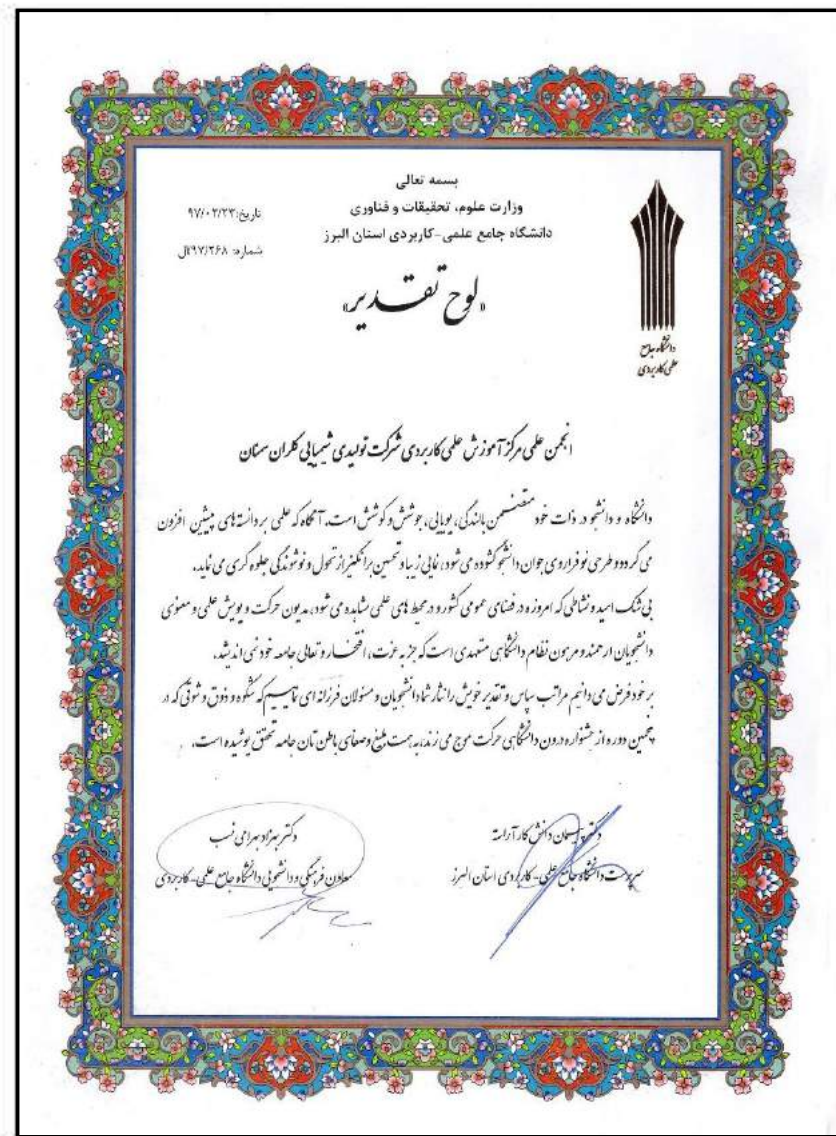 بسمه تعالی
وزارت علوم، تحقیقات و فناوری
دانشگاه جامع علمی-کاربردی استان البرز
تاریخ:۹۷/۰۲/۲۳
شماره: ۹۷/۲۶۸/ال
«لوح تقدیر»
دانشگاه جامع
علمی کاربردی
انجمن علمی مرکز آموزش علمی کاربردی شرکت تولیدی شیمیایی کلران سمنان
دانشگاه و دانشجو در ذات خود متضمن بالندگی، پویایی، جوشش و کوشش است. آنگاه که علمی بر دانسته های پیشین افزون
می گردد و طرحی نو فراروی جوان دانشجو گشوده می شود، نمایی زیبا و تحسین برانگیز از تحول و نوشوندگی جلوه گری می نماید.
بی شک امید و نشاطی که امروزه در فضای عمومی کشور و در محیط های علمی مشاهده می شود، مدیون حرکت و پویش علمی و معنوی
دانشجویان ارجمند و مرهون نظام دانشگاهی متعهدی است که جز به عزت، افتخار و تعالی جامعه خود نمی اندیشد.
بر خود فرض می دانیم مراتب سپاس و تقدیر خویش را نثار شما دانشجویان و مسئولان فرزانه ای نماییم که شکوه و ذوق و شوقی که در
پنجمین دوره از جشنواره درون دانشگاهی حرکت موج می زند، به همت بلیغ و صفای باطن تان جامه تحقق پوشیده است.
دکتر پیمان دانش کار آراسته
سرپرست دانشگاه جامع علمی- کاربردی استان البرز
دکتر بهزاد بهرامی نسب
معاون فرهنگی و دانشجویی دانشگاه جامع علمی- کاربردی